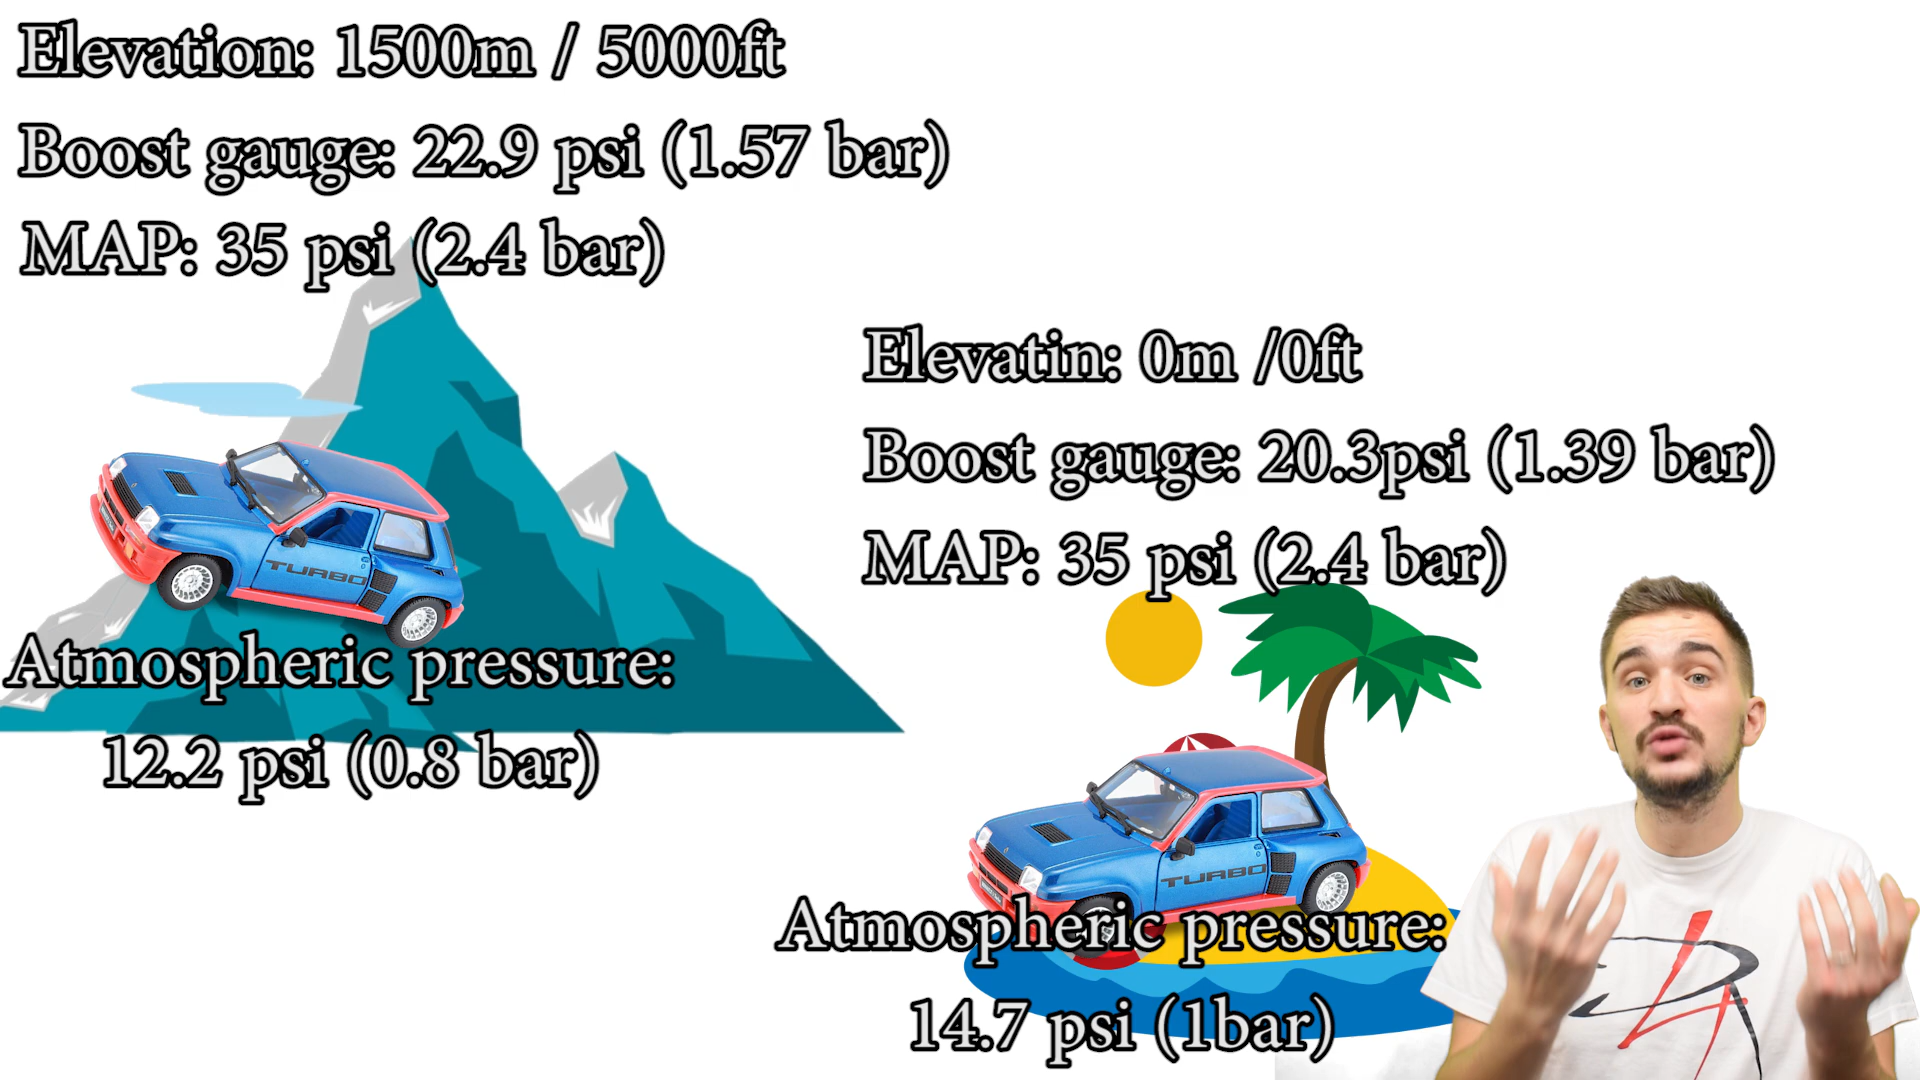 Elevation: 1500m / 5000ft
Boost gauge: 22.9 psi (1.57 bar)
MAP: 35 psi (2.4 bar)
Elevatin: 0m /0ft
Boost gauge: 20.3psi (1.39 bar)
MAP: 35 psi (2.4 bar)
TURBO
Atmospheric pressure:
12.2 psi (0.8 bar)
TURBO
Atmospheric pressure:
14.7 psi (1bar)